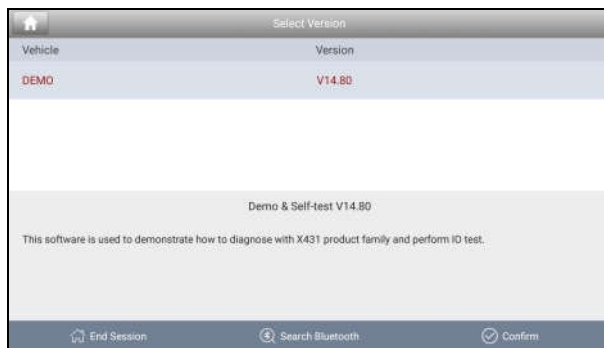 Select Version
Vehicle Version
DEMO V14.80
Demo & Self-test V14.80
This software is used to demonstrate how to diagnose with X431 product family and perform IO test.
End Session Search Bluetooth Confirm